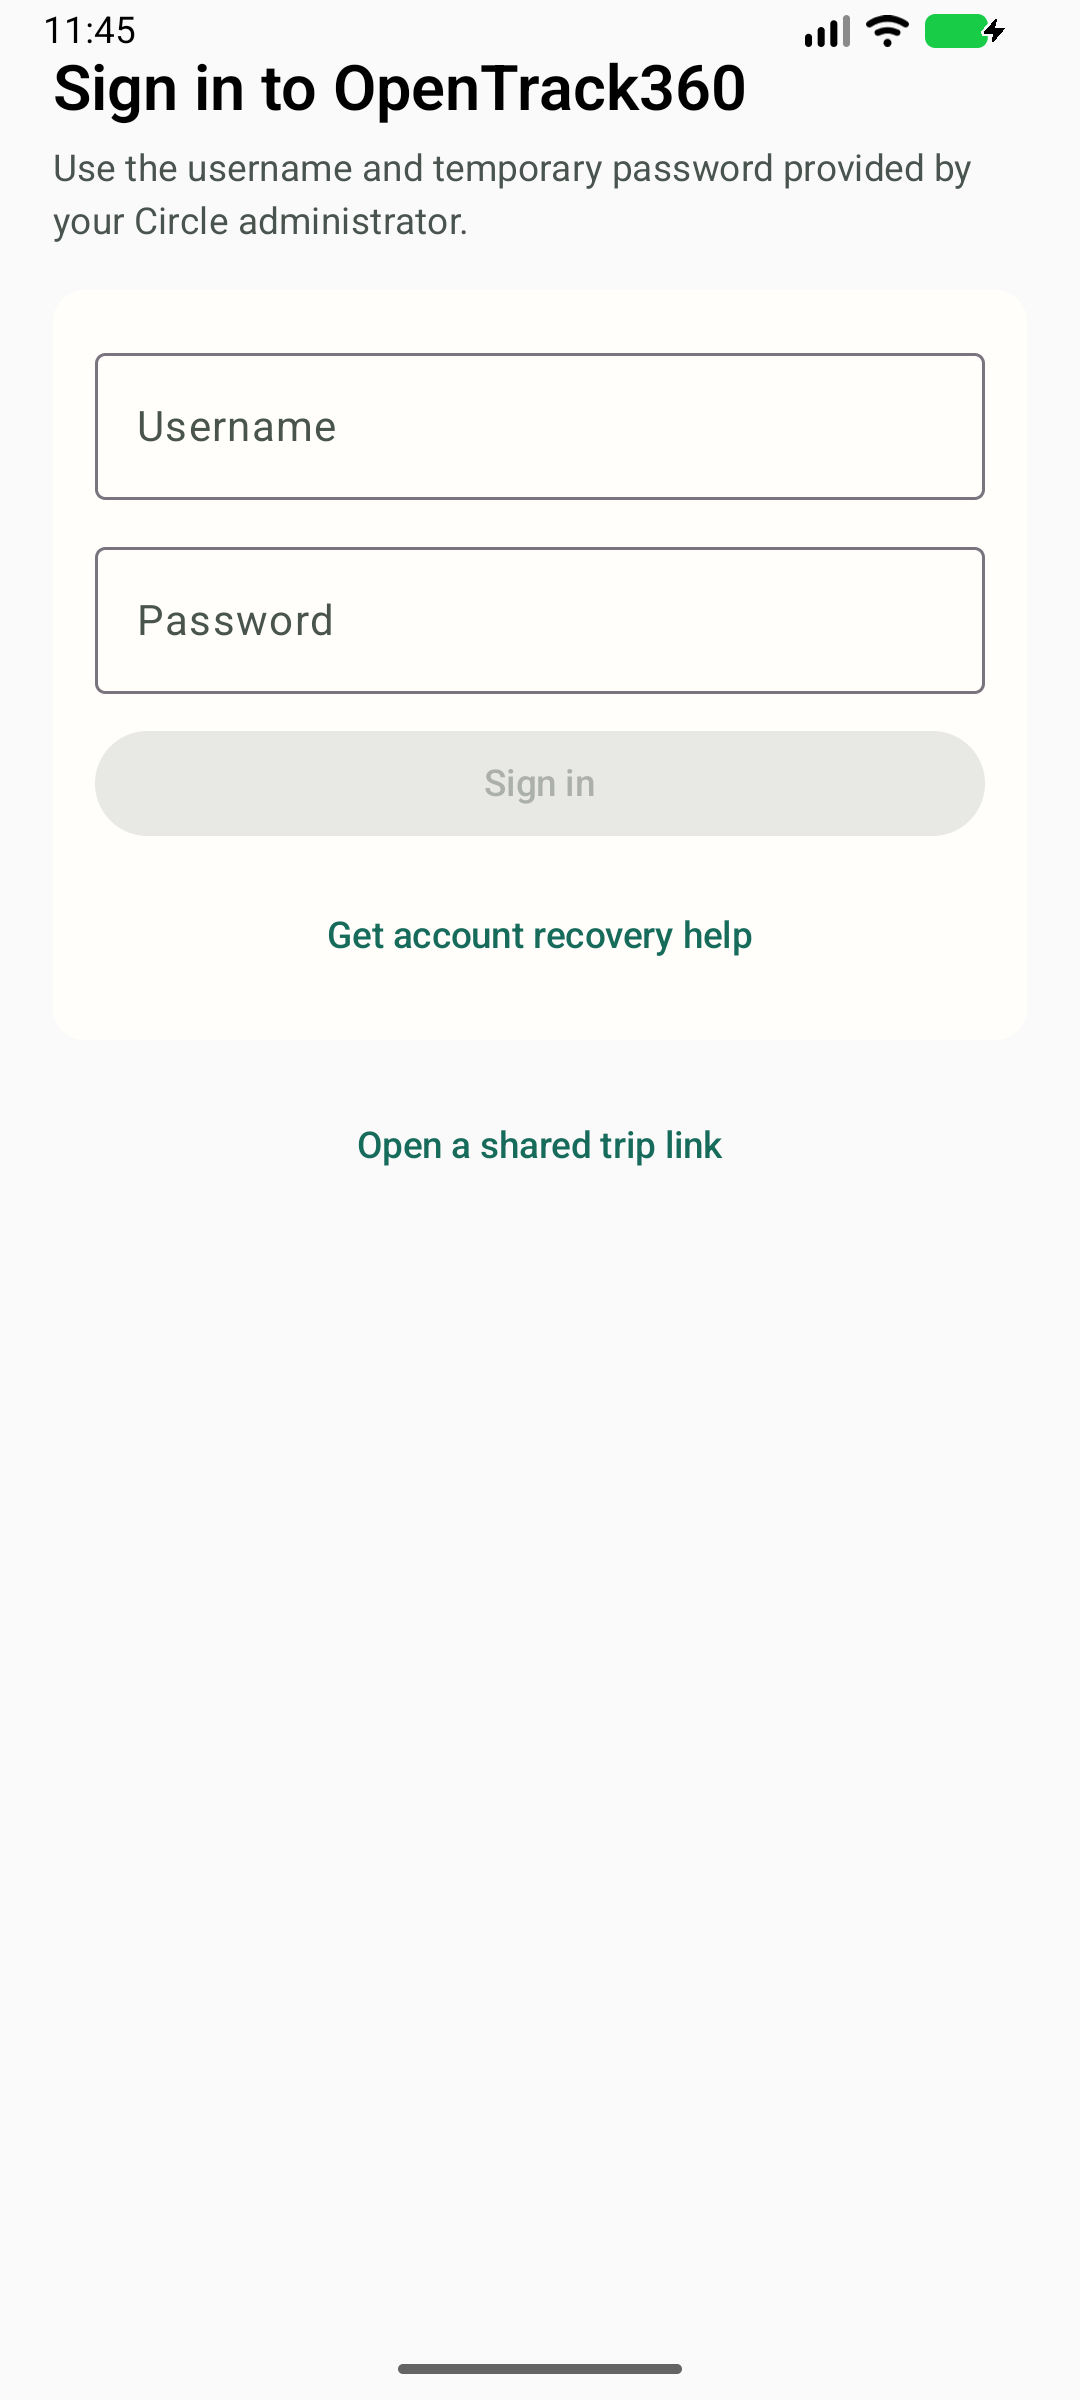 11:45
Sign in to OpenTrack360
Use the username and temporary password provided by
your Circle administrator.
Username
Password
Sign in
Get account recovery help
Open a shared trip link